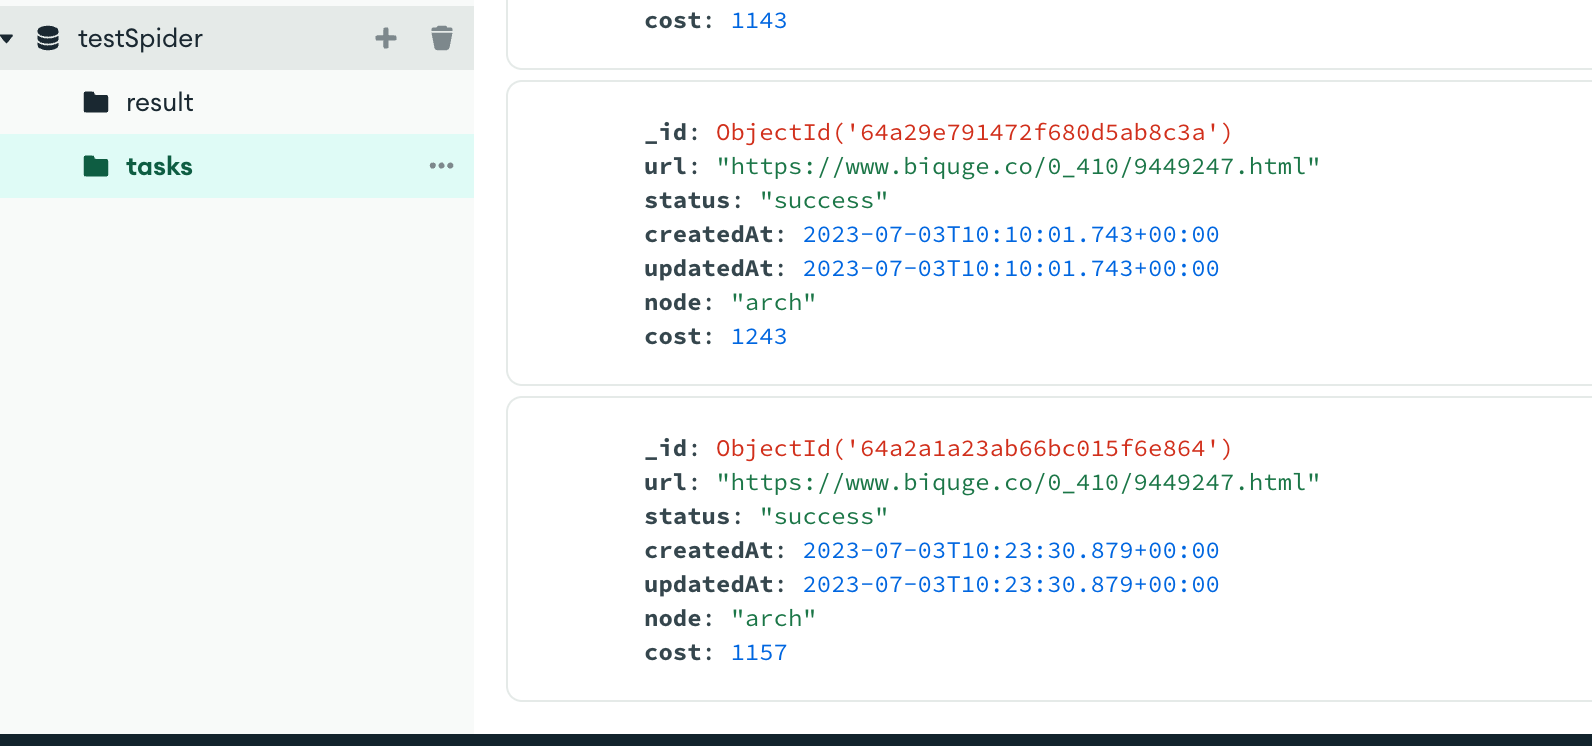 testSpider
result
tasks
cost: 1143
_id: ObjectId('64a29e791472f680d5ab8c3a')
url: "https://www.biquge.co/0_410/9449247.html"
status: "success"
createdAt: 2023-07-03T10:10:01.743+00:00
updatedAt: 2023-07-03T10:10:01.743+00:00
node: "arch"
cost: 1243
_id: ObjectId('64a2a1a23ab66bc015f6e864')
url: "https://www.biquge.co/0_410/9449247.html"
status: "success"
createdAt: 2023-07-03T10:23:30.879+00:00
updatedAt: 2023-07-03T10:23:30.879+00:00
node: "arch"
cost: 1157